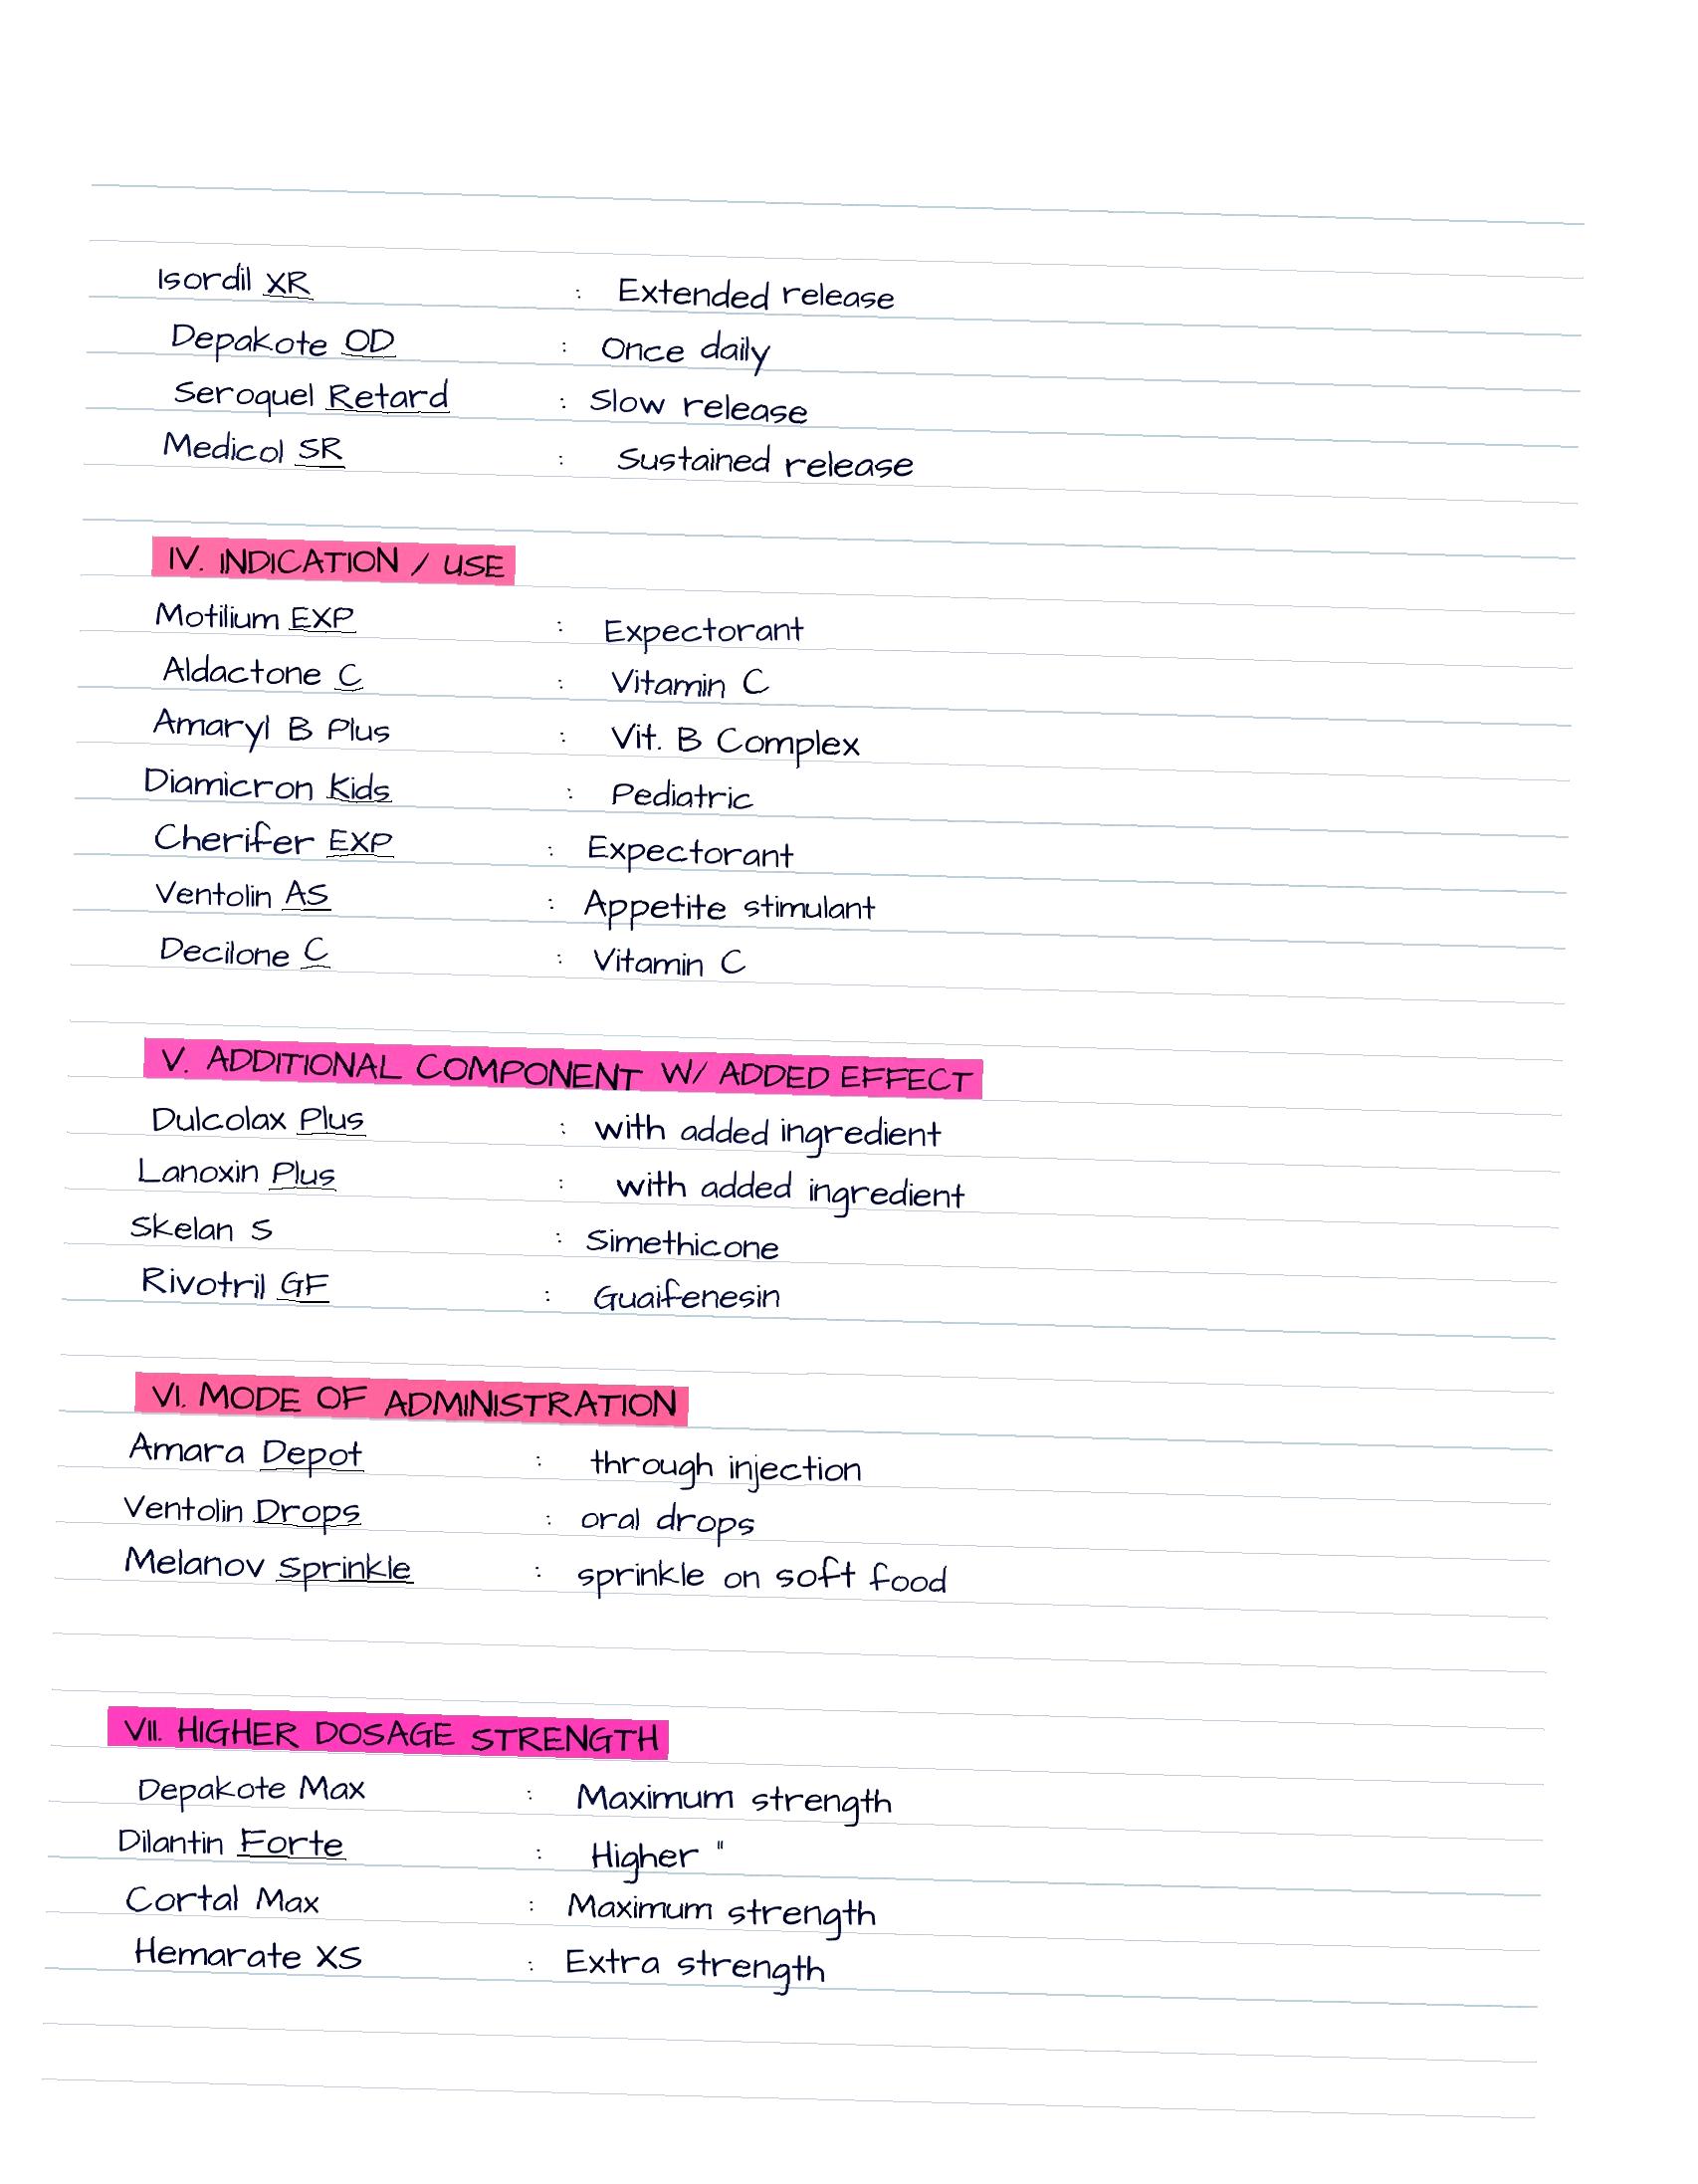 Isordil XR : Extended release
Depakote OD : Once daily
Seroquel Retard : Slow release
Medicol SR : Sustained release
IV. INDICATION / USE
Motilium EXP : Expectorant
Aldactone C : Vitamin C
Amaryl B Plus : Vit. B Complex
Diamicron Kids : Pediatric
Cherifer EXP : Expectorant
Ventolin AS : Appetite stimulant
Decilone C : Vitamin C
V. ADDITIONAL COMPONENT W/ ADDED EFFECT
Dulcolax Plus : with added ingredient
Lanoxin Plus : with added ingredient
Skelan S : Simethicone
Rivotril GF : Guaifenesin
VI. MODE OF ADMINISTRATION
Amara Depot : through injection
Ventolin Drops : oral drops
Melanov Sprinkle : sprinkle on soft food
VII. HIGHER DOSAGE STRENGTH
Depakote Max : Maximum strength
Dilantin Forte : Higher "
Cortal Max : Maximum strength
Hemarate XS : Extra strength